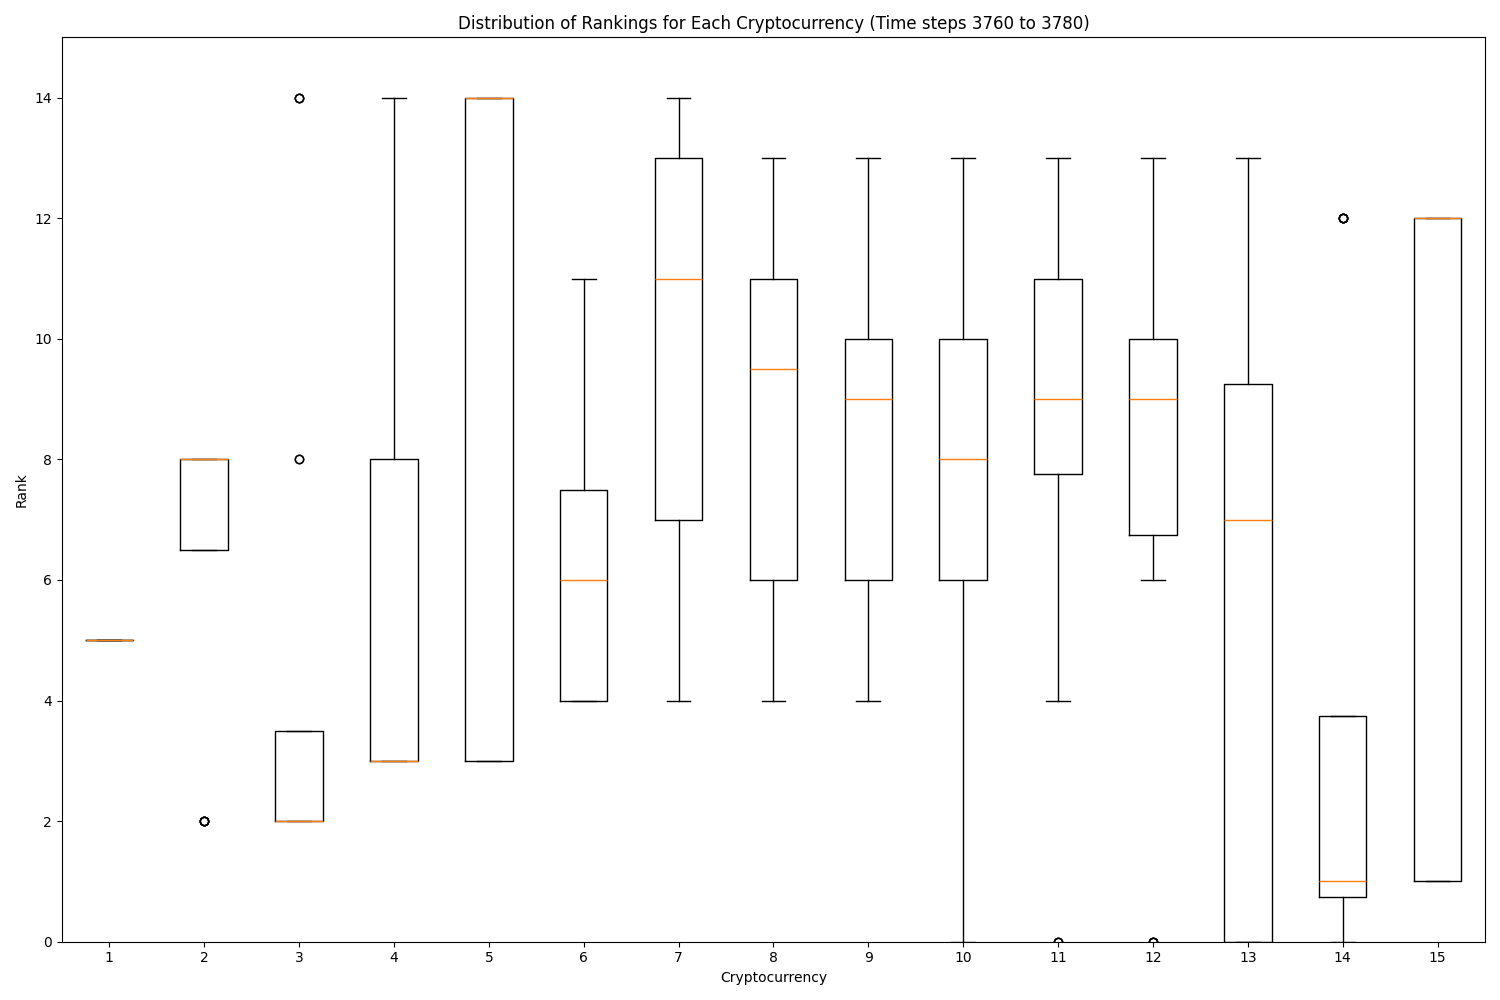 Distribution of Rankings for Each Cryptocurrency (Time steps 3760 to 3780)
14
12
10
8
6
4
2
0
Rank
1 2 3 4 5 6 7 8 9 10 11 12 13 14 15
Cryptocurrency